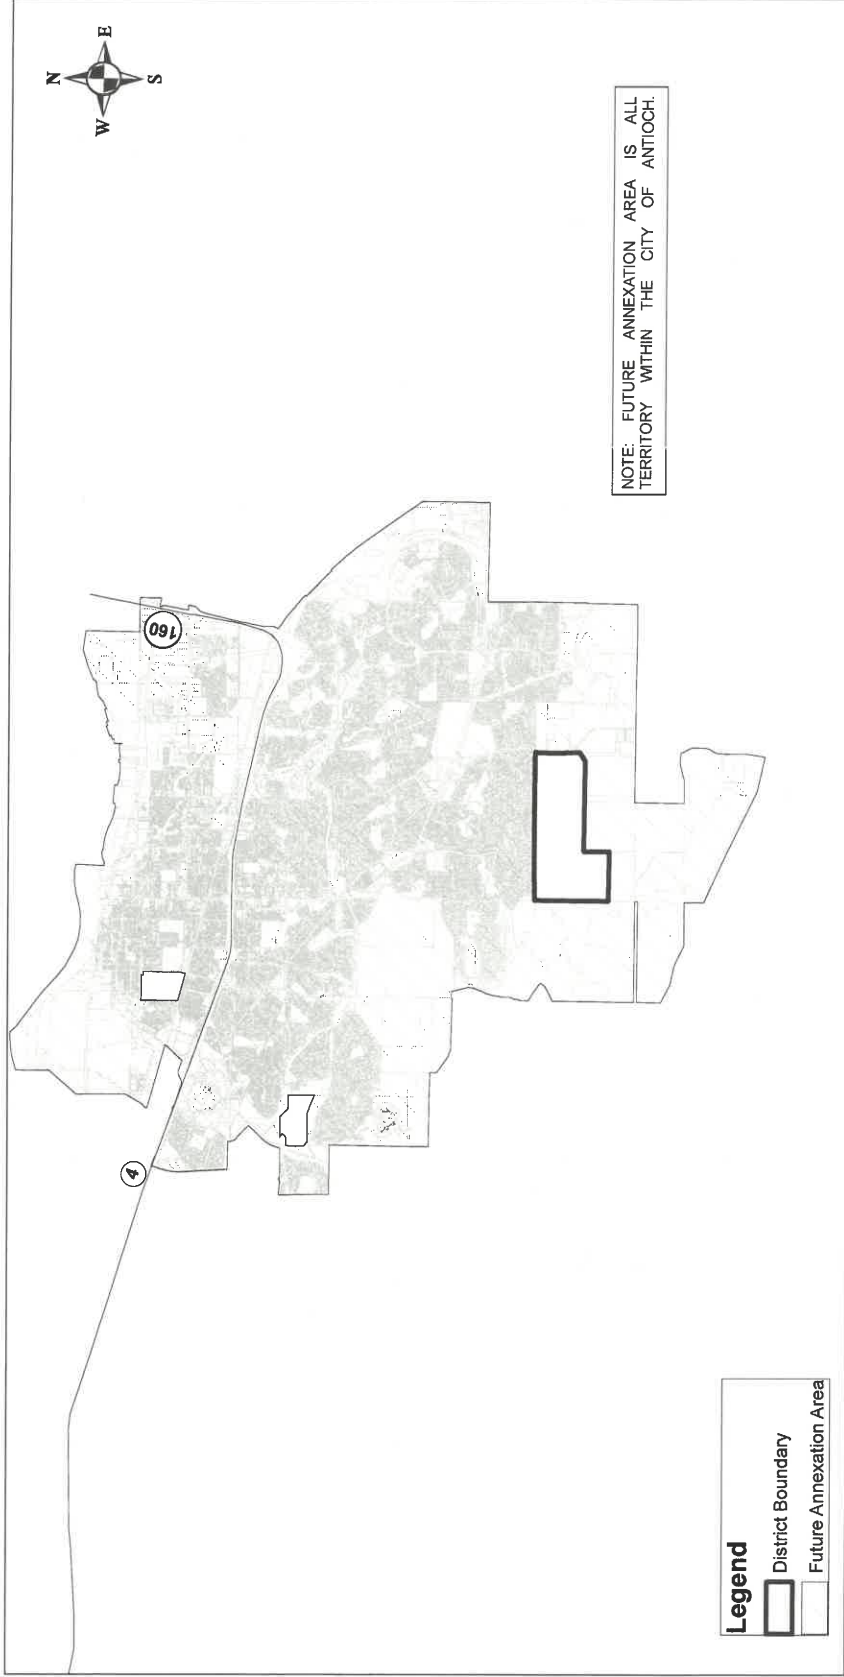 N
W
E
S
160
4
NOTE: FUTURE ANNEXATION AREA IS ALL
TERRITORY WITHIN THE CITY OF ANTIOCH.
Legend
District Boundary
Future Annexation Area